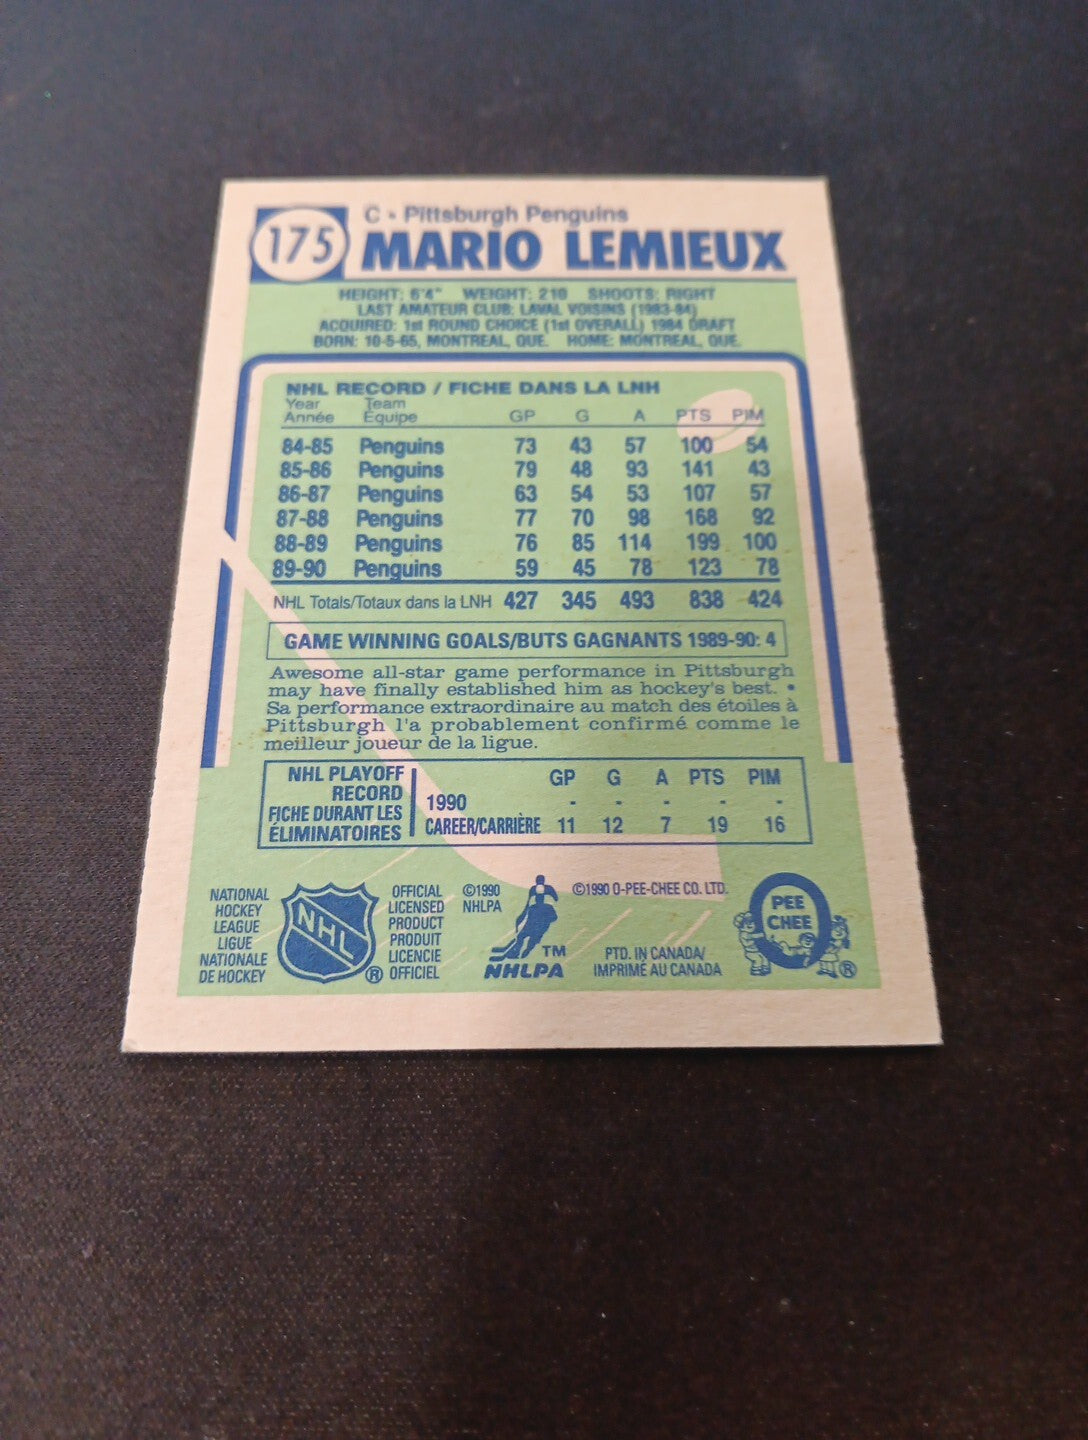 175
C • Pittsburgh Penguins
MARIO LEMIEUX
HEIGHT: 6'4" WEIGHT: 210 SHOOTS: RIGHT
LAST AMATEUR CLUB: LAVAL VOISINS (1983-84)
ACQUIRED: 1st ROUND CHOICE (1st OVERALL) 1984 DRAFT
BORN: 10-5-65, MONTREAL, QUE. HOME: MONTREAL, QUE.
NHL RECORD / FICHE DANS LA LNH
Year Team
Année Équipe GP G A PTS PIM
84-85 Penguins 73 43 57 100 54
85-86 Penguins 79 48 93 141 43
86-87 Penguins 63 54 53 107 57
87-88 Penguins 77 70 98 168 92
88-89 Penguins 76 85 114 199 100
89-90 Penguins 59 45 78 123 78
NHL Totals/Totaux dans la LNH 427 345 493 838 424
GAME WINNING GOALS/BUTS GAGNANTS 1989-90: 4
Awesome all-star game performance in Pittsburgh
may have finally established him as hockey's best. •
Sa performance extraordinaire au match des étoiles à
Pittsburgh l'a probablement confirmé comme le
meilleur joueur de la ligue.
NHL PLAYOFF
RECORD
FICHE DURANT LES
ÉLIMINATOIRES
GP G A PTS PIM
1990 - - - - -
CAREER/CARRIÈRE 11 12 7 19 16
NATIONAL
HOCKEY
LEAGUE
LIGUE
NATIONALE
DE HOCKEY
NHL
®
OFFICIAL
LICENSED
PRODUCT
PRODUIT
LICENCIE
OFFICIEL
©1990
NHLPA
TM
NHLPA
©1990 O-PEE-CHEE CO. LTD.
PTD. IN CANADA/
IMPRIMÉ AU CANADA
PEE
CHEE
®